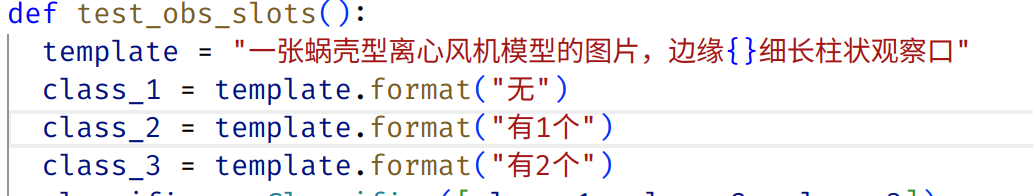 def test_obs_slots():
template = "一张蜗壳型离心风机模型的图片，边缘{}细长柱状观察口"
class_1 = template.format("无")
class_2 = template.format("有1个")
class_3 = template.format("有2个")